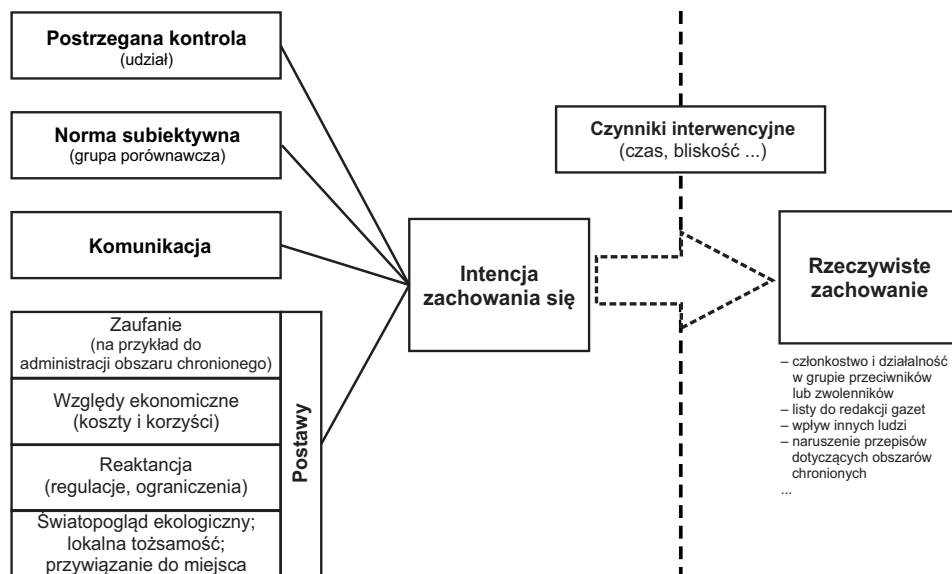 Postrzegana kontrola
(udział)
Norma subiektywna
(grupa porównawcza)
Komunikacja
Zaufanie
(na przykład do
administracji obszaru chronionego)
Względy ekonomiczne
(koszty i korzyści)
Reaktancja
(regulacje, ograniczenia)
Światopogląd ekologiczny;
lokalna tożsamość;
przywiązanie do miejsca
Postawy
Intencja
zachowania się
Czynniki interwencyjne
(czas, bliskość ...)
Rzeczywiste
zachowanie
– członkostwo i działalność
w grupie przeciwników
lub zwolenników
– listy do redakcji gazet
– wpływ innych ludzi
– naruszenie przepisów
dotyczących obszarów
chronionych
...